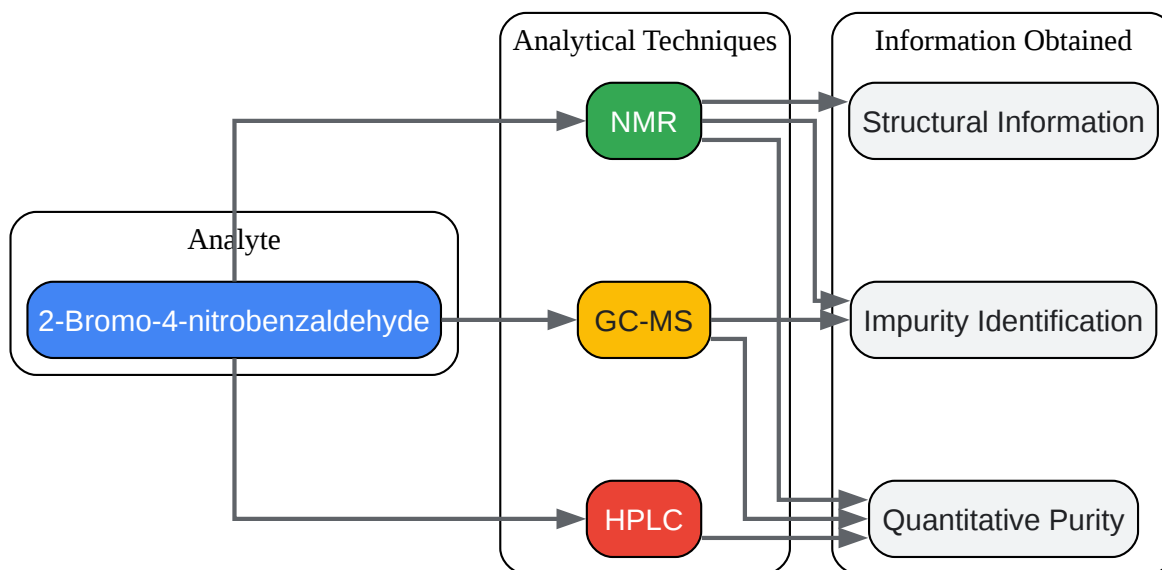 Analytical Techniques
Information Obtained
NMR
Structural Information
Analyte
2-Bromo-4-nitrobenzaldehyde
GC-MS
Impurity Identification
HPLC
Quantitative Purity